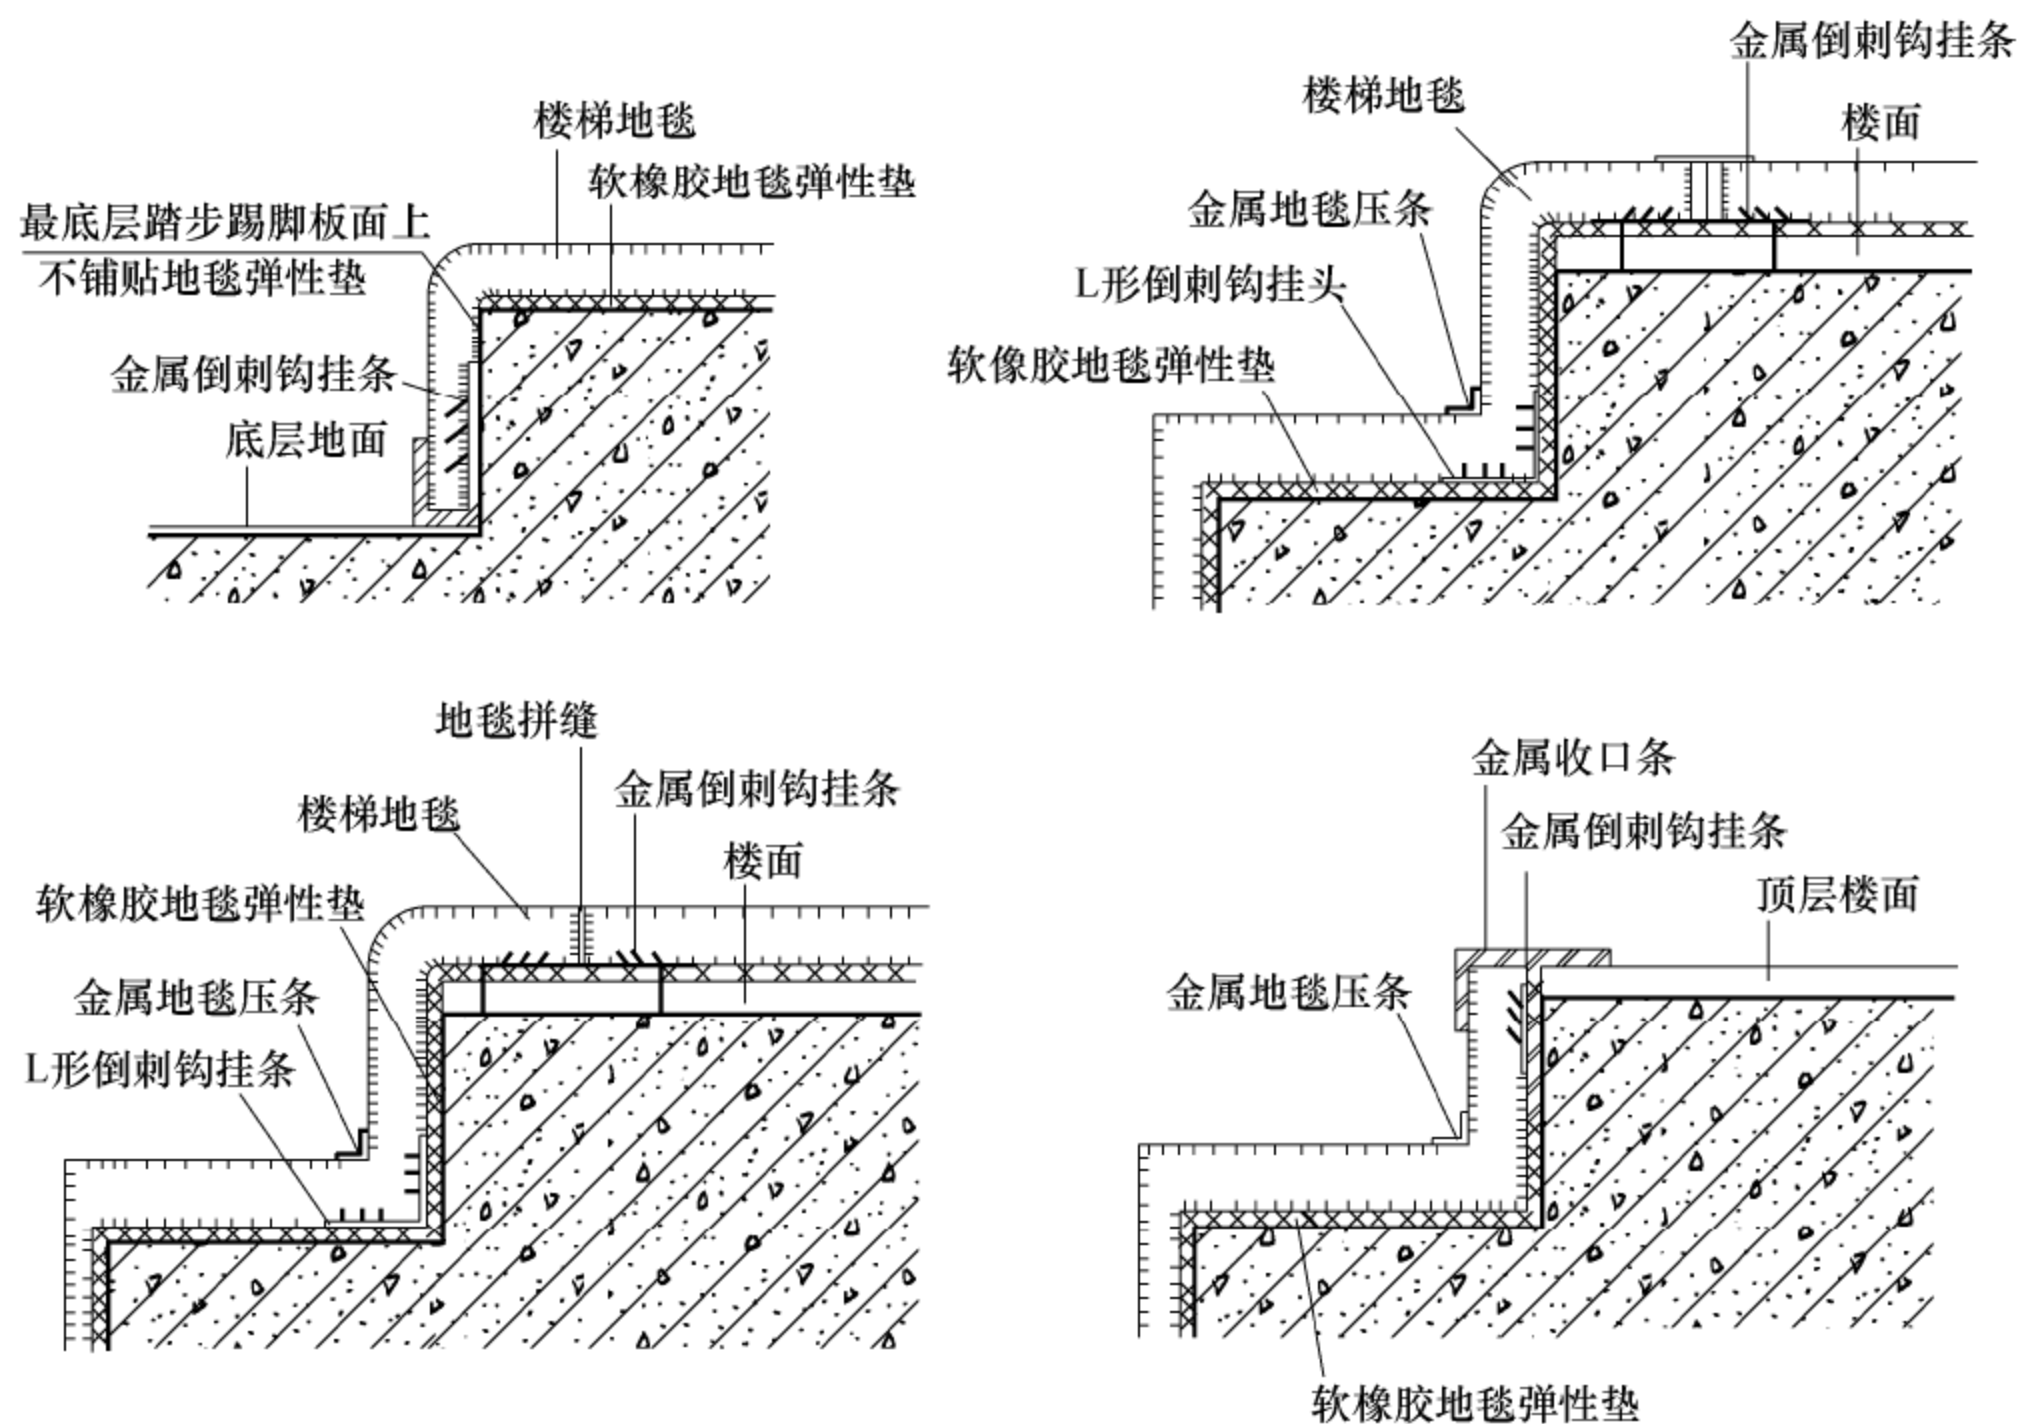 楼梯地毯
软橡胶地毯弹性垫
最底层踏步踢脚板面上
不铺贴地毯弹性垫
金属倒刺钩挂条
底层地面
金属倒刺钩挂条
楼梯地毯
楼面
金属地毯压条
L形倒刺钩挂头
软像胶地毯弹性垫
地毯拼缝
金属倒刺钩挂条
楼梯地毯
楼面
软橡胶地毯弹性垫
金属地毯压条
L形倒刺钩挂条
金属收口条
金属倒刺钩挂条
顶层楼面
金属地毯压条
软橡胶地毯弹性垫